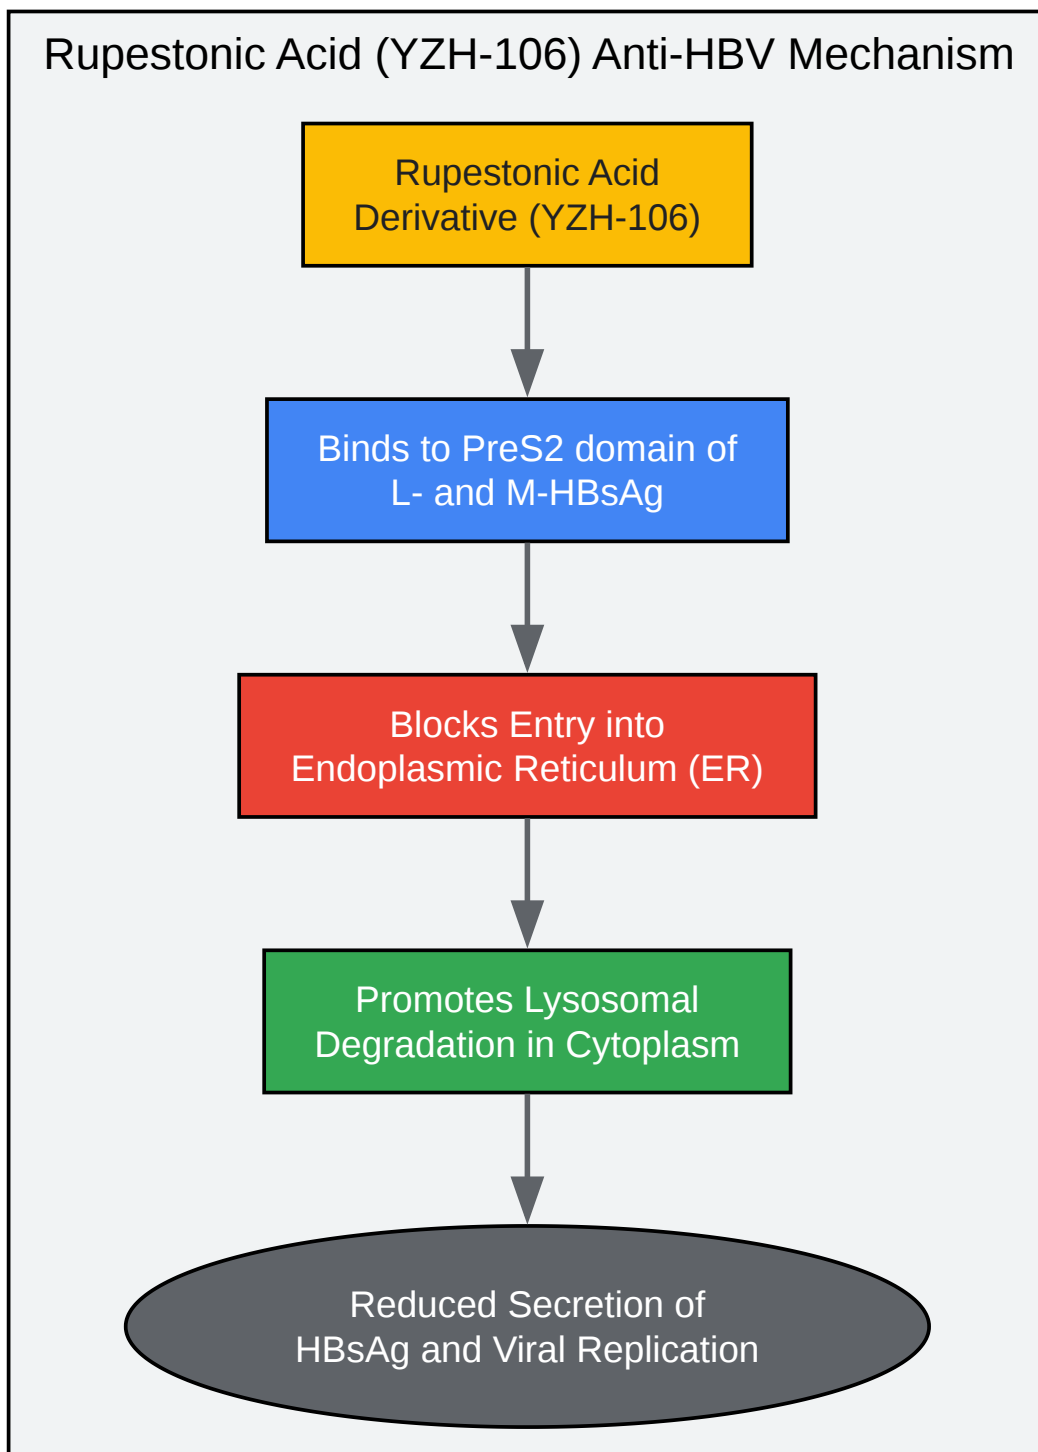 Rupestonic Acid (YZH-106) Anti-HBV Mechanism
Rupestonic Acid
Derivative (YZH-106)
Binds to PreS2 domain of
L- and M-HBsAg
Blocks Entry into
Endoplasmic Reticulum (ER)
Promotes Lysosomal
Degradation in Cytoplasm
Reduced Secretion of
HBsAg and Viral Replication